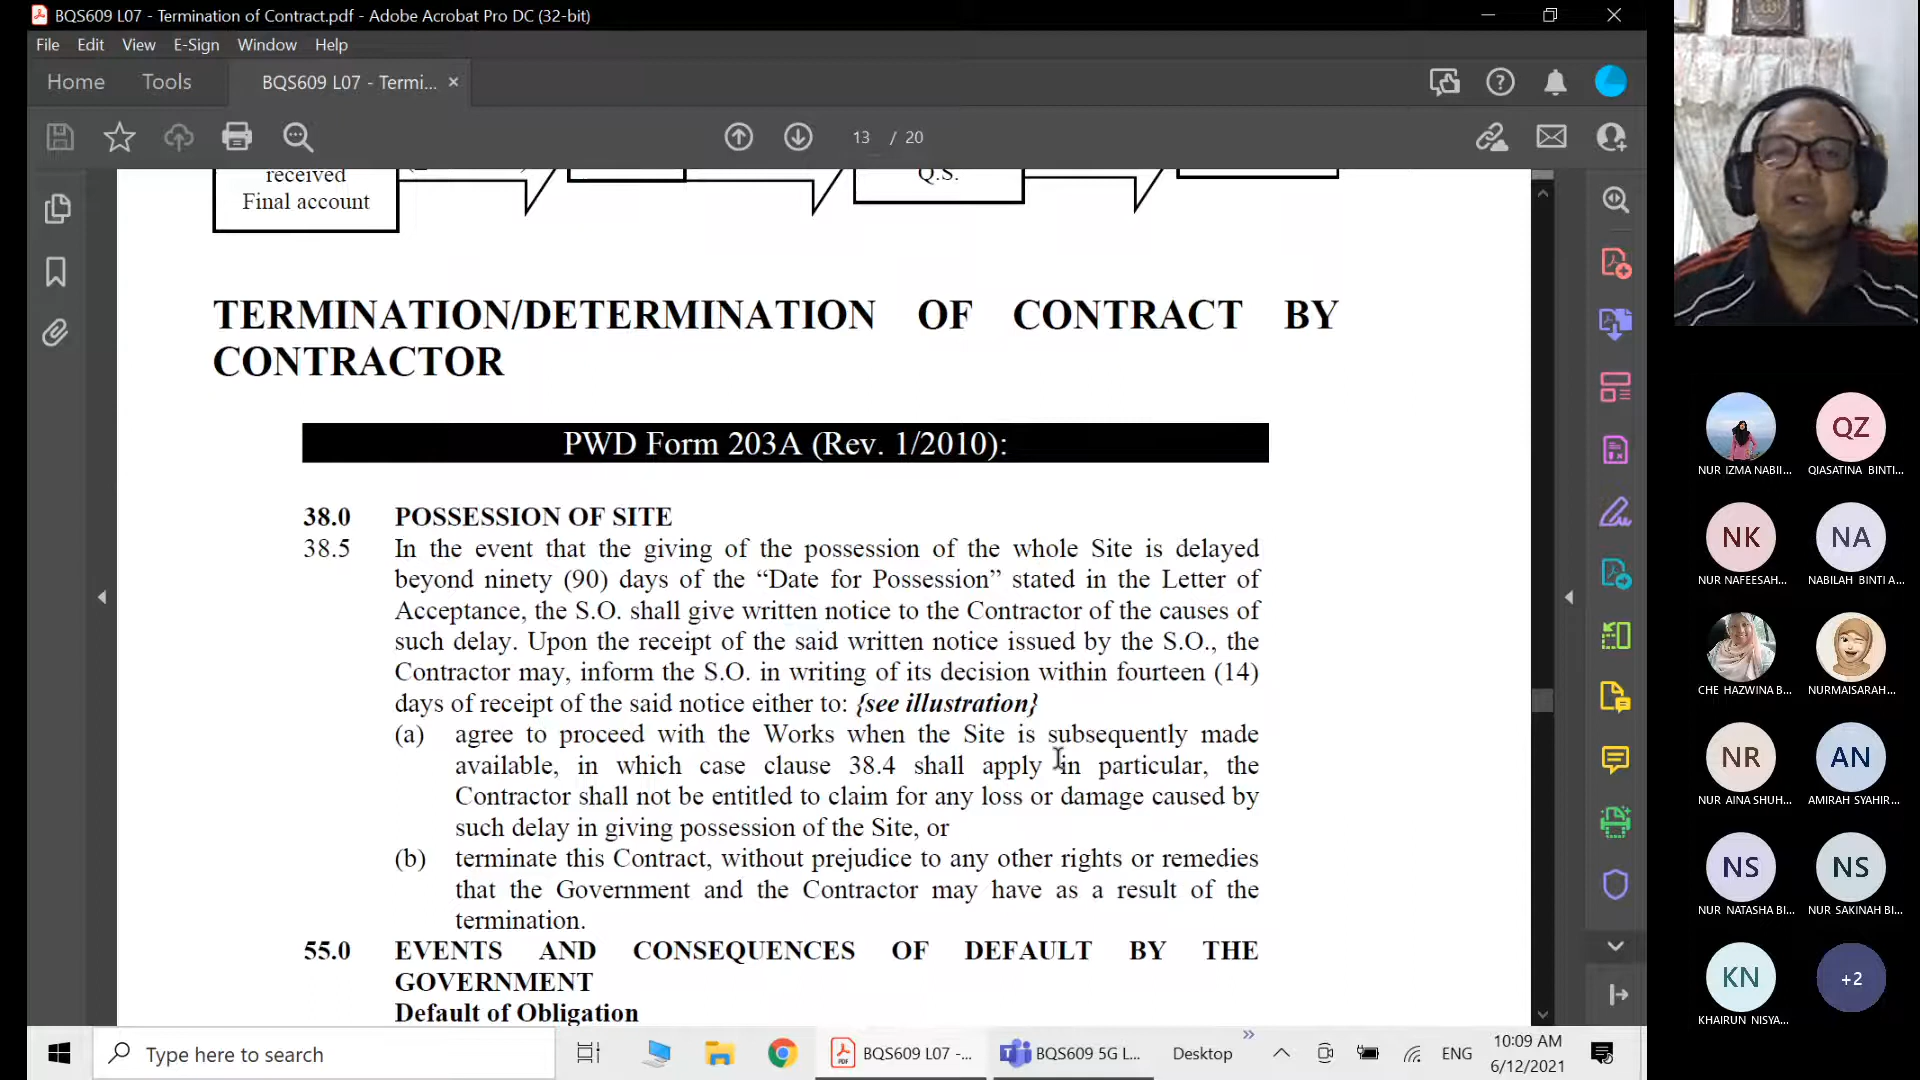 BQS609 L07 - Termination of Contract.pdf - Adobe Acrobat Pro DC (32-bit)
File Edit View E-Sign Window Help
Home Tools BQS609 L07 - Termi... ×
13 / 20
received
Final account
Q.S.
TERMINATION/DETERMINATION OF CONTRACT BY
CONTRACTOR
PWD Form 203A (Rev. 1/2010):
38.0 POSSESSION OF SITE
38.5 In the event that the giving of the possession of the whole Site is delayed
beyond ninety (90) days of the “Date for Possession” stated in the Letter of
Acceptance, the S.O. shall give written notice to the Contractor of the causes of
such delay. Upon the receipt of the said written notice issued by the S.O., the
Contractor may, inform the S.O. in writing of its decision within fourteen (14)
days of receipt of the said notice either to: {see illustration}
(a) agree to proceed with the Works when the Site is subsequently made
available, in which case clause 38.4 shall apply in particular, the
Contractor shall not be entitled to claim for any loss or damage caused by
such delay in giving possession of the Site, or
(b) terminate this Contract, without prejudice to any other rights or remedies
that the Government and the Contractor may have as a result of the
termination.
55.0 EVENTS AND CONSEQUENCES OF DEFAULT BY THE
GOVERNMENT
Default of Obligation
Type here to search
BQS609 L07 -...
BQS609 5G L...
Desktop
ENG
10:09 AM
6/12/2021
NUR IZMA NABII...
QZ
QIASATINA BINTI...
NK
NUR NAFEESAH...
NA
NABILAH BINTI A...
CHE HAZWINA B...
NURMAISARAH...
NR
NUR AINA SHUH...
AN
AMIRAH SYAHIR...
NS
NUR NATASHA BI...
NS
NUR SAKINAH BI...
KN
KHAIRUN NISYA...
+2